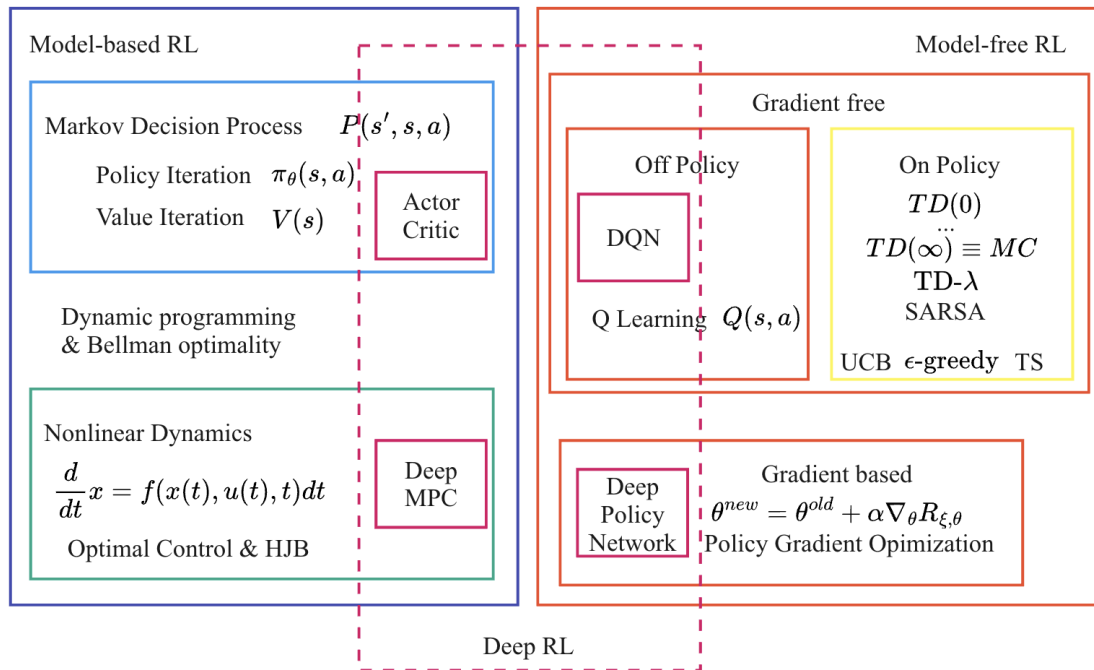 Model-based RL
Markov Decision Process P(s′, s, a)
Policy Iteration π_θ(s, a)
Value Iteration V(s)
Actor
Critic
Dynamic programming
& Bellman optimality
Nonlinear Dynamics
d/dt x = f(x(t), u(t), t)dt
Optimal Control & HJB
Deep
MPC
Model-free RL
Gradient free
Off Policy
DQN
Q Learning Q(s, a)
On Policy
TD(0)
...
TD(∞) ≡ MC
TD-λ
SARSA
UCB ϵ-greedy TS
Gradient based
θ^{new} = θ^{old} + α∇_θ R_{ξ,θ}
Policy Gradient Opimization
Deep
Policy
Network
Deep RL